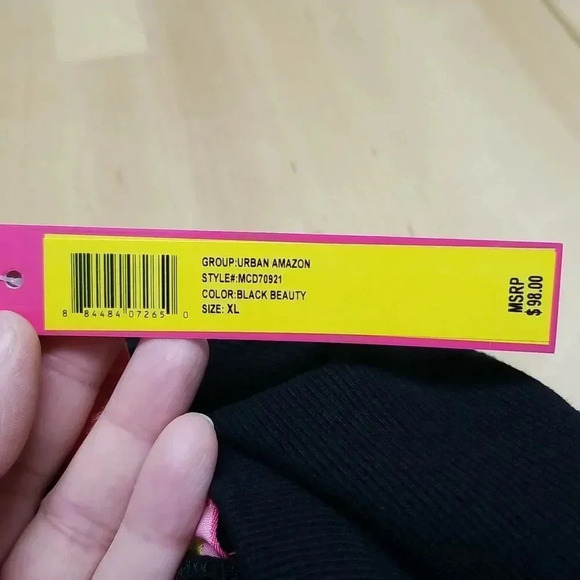 GROUP:URBAN AMAZON
STYLE#:MCD70921
COLOR:BLACK BEAUTY
SIZE: XL
8 84484 07265 0
MSRP
$ 98.00